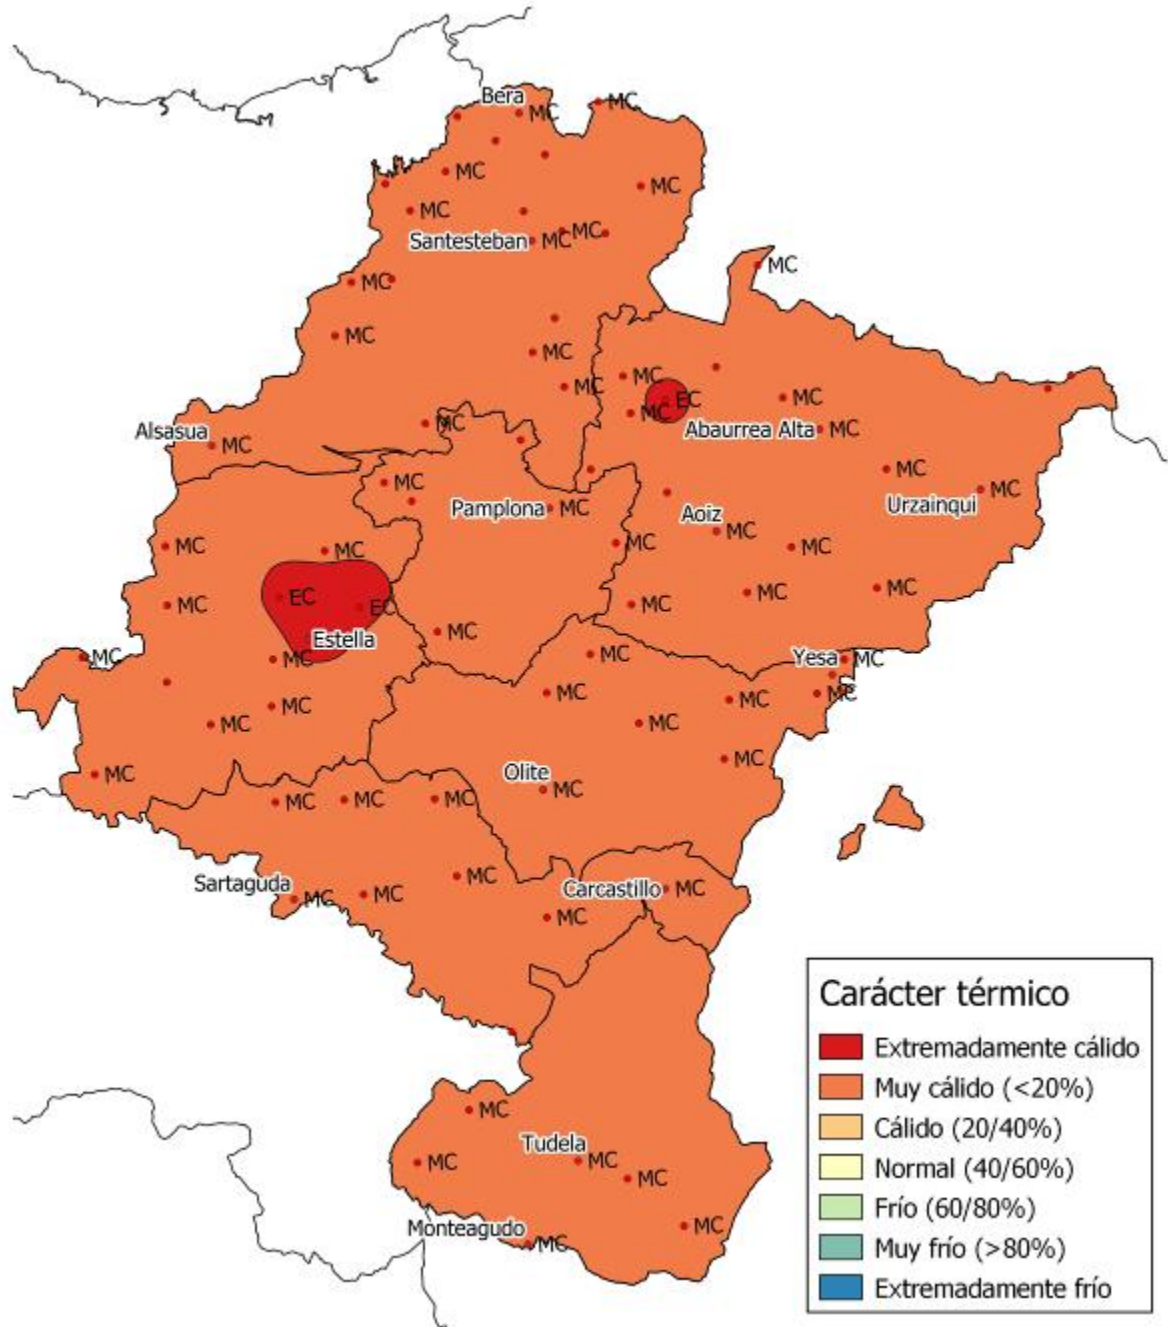 Bera
MC
MC
MC
MC
MC
MC
Santesteban
MC
MC
MC
MC
MC
MC
MC
MC
EC
MC
MC
MC
Abaurrea Alta
MC
Alsasua
MC
MC
MC
MC
Urzainqui
Pamplona
MC
Aoiz
MC
MC
MC
MC
MC
EC
MC
MC
MC
EC
MC
MC
Estella
MC
MC
MC
Yesa
MC
MC
MC
MC
MC
MC
MC
MC
Olite
MC
MC
MC
MC
MC
MC
Sartaguda
MC
MC
Carcastillo
MC
MC
MC
Tudela
MC
MC
MC
Monteagudo
MC
MC
Carácter térmico
Extremadamente cálido
Muy cálido (<20%)
Cálido (20/40%)
Normal (40/60%)
Frío (60/80%)
Muy frío (>80%)
Extremadamente frío